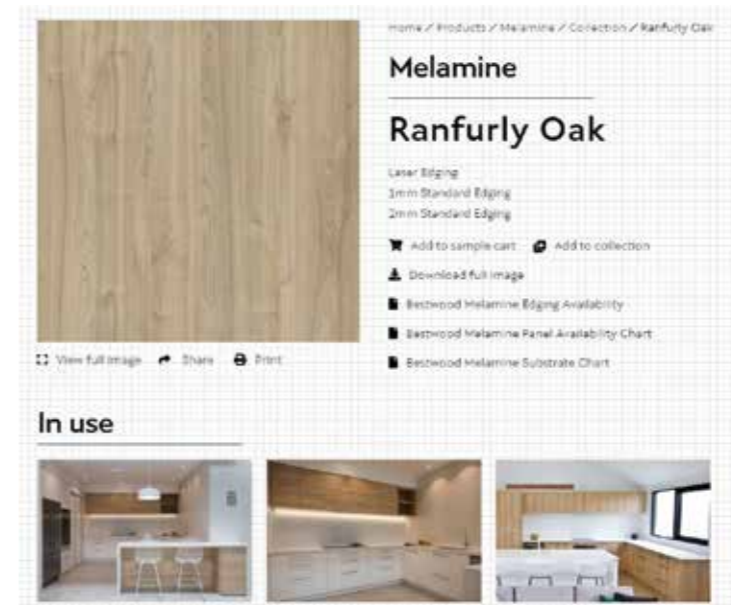 Home / Products / Melamine / Collection / Ranfurly Oak
Melamine
Ranfurly Oak
Laser Edging
1mm Standard Edging
2mm Standard Edging
Add to sample cart Add to collection
Download full image
Bestwood Melamine Edging Availability
Bestwood Melamine Panel Availability Chart
Bestwood Melamine Substrate Chart
View full image Share Print
In use